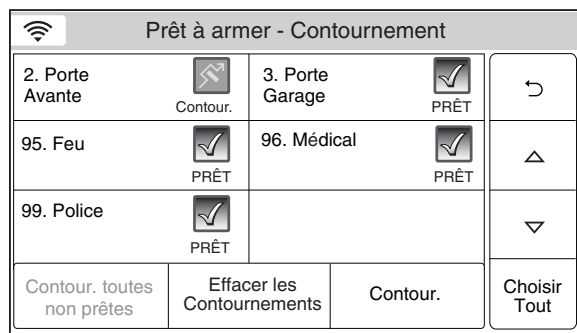 Prêt à armer - Contournement
2. Porte
Avante
Contour.
3. Porte
Garage
PRÊT
95. Feu
PRÊT
96. Médical
PRÊT
99. Police
PRÊT
Contour. toutes
non prêtes
Effacer les
Contournements
Contour.
Choisir
Tout